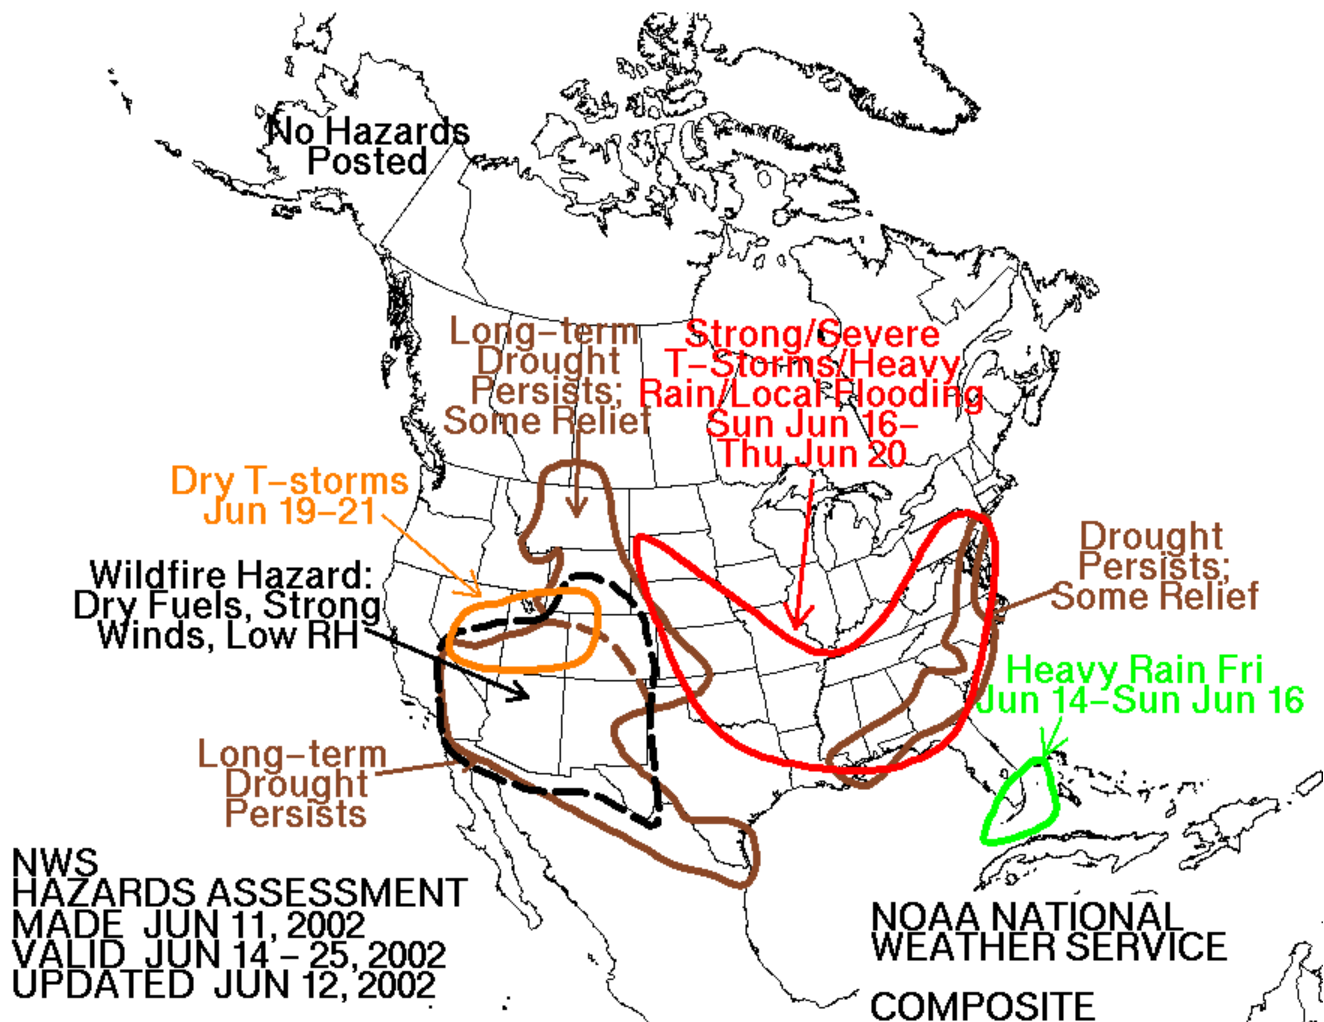 No Hazards
Posted
Long-term
Drought
Persists;
Some Relief
Strong/Severe
T-Storms/Heavy
Rain/Local Flooding
Sun Jun 16-
Thu Jun 20
Dry T-storms
Jun 19-21
Wildfire Hazard:
Dry Fuels, Strong
Winds, Low RH
Drought
Persists;
Some Relief
Heavy Rain Fri
Jun 14-Sun Jun 16
Long-term
Drought
Persists
NWS
HAZARDS ASSESSMENT
MADE JUN 11, 2002
VALID JUN 14 - 25, 2002
UPDATED JUN 12, 2002
NOAA NATIONAL
WEATHER SERVICE
COMPOSITE